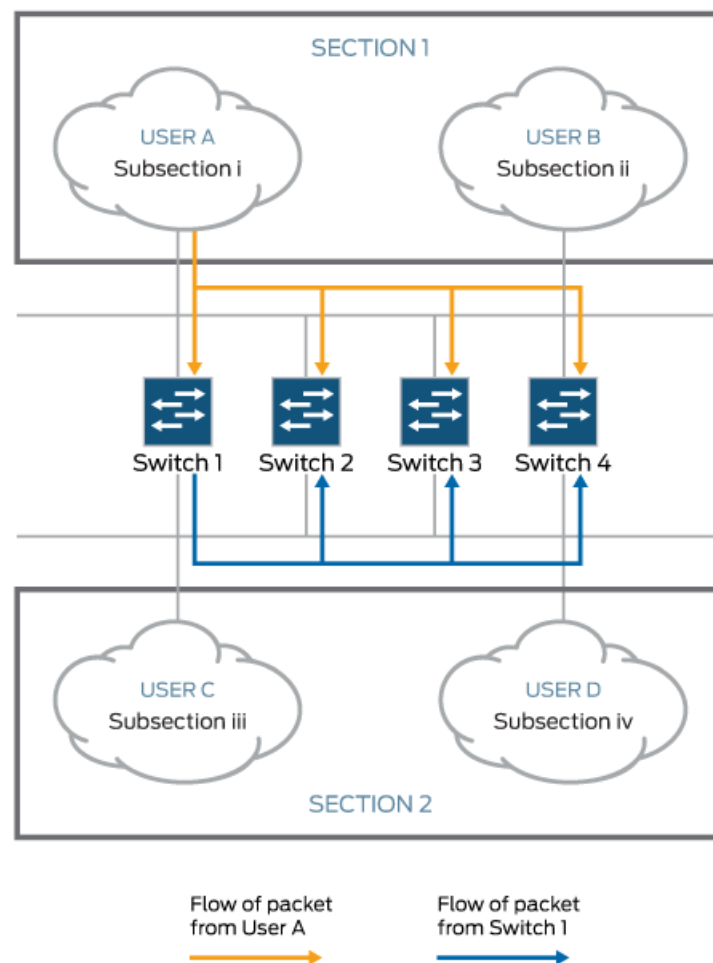 SECTION 1
USER A
Subsection i
USER B
Subsection ii
Switch 1
Switch 2
Switch 3
Switch 4
USER C
Subsection iii
USER D
Subsection iv
SECTION 2
Flow of packet
from User A
Flow of packet
from Switch 1